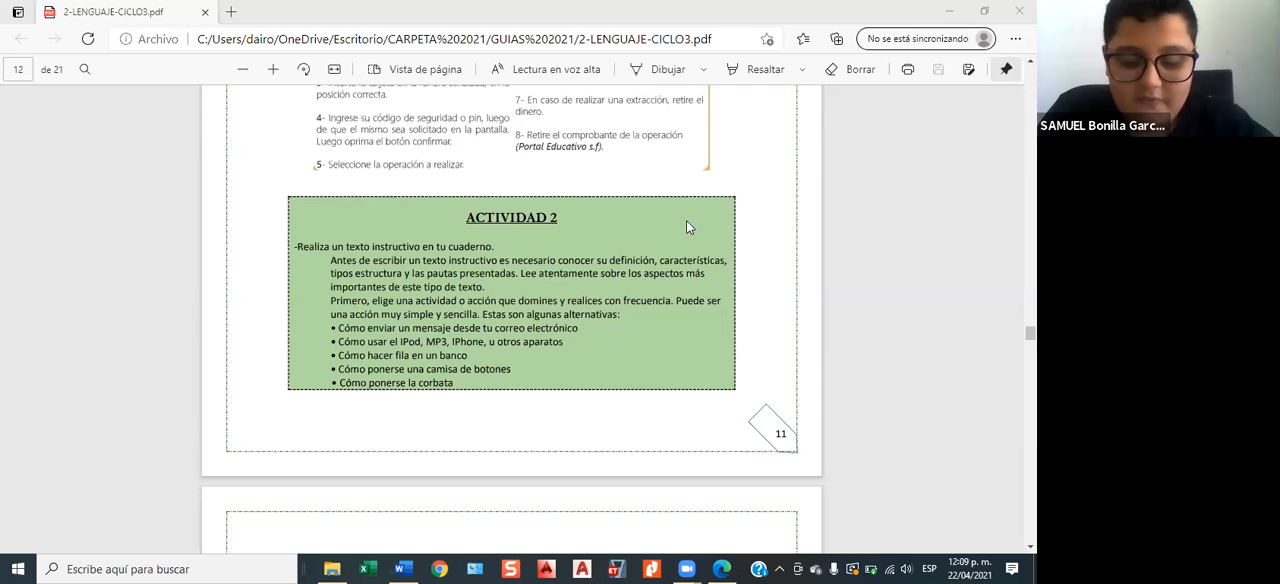 2-LENGUAJE-CICLO3.pdf
Archivo
C:/Users/dairo/OneDrive/Escritorio/CARPETA%202021/GUIAS%202021/2-LENGUAJE-CICLO3.pdf
No se está sincronizando
12 de 21
Vista de página
Lectura en voz alta
Dibujar
Resaltar
Borrar
posición correcta.
4- Ingrese su código de seguridad o pin, luego
de que el mismo sea solicitado en la pantalla.
Luego oprima el botón confirmar.
5- Seleccione la operación a realizar.
7- En caso de realizar una extracción, retire el
dinero.
8- Retire el comprobante de la operación
(Portal Educativo s.f).
ACTIVIDAD 2
-Realiza un texto instructivo en tu cuaderno.
Antes de escribir un texto instructivo es necesario conocer su definición, características,
tipos estructura y las pautas presentadas. Lee atentamente sobre los aspectos más
importantes de este tipo de texto.
Primero, elige una actividad o acción que domines y realices con frecuencia. Puede ser
una acción muy simple y sencilla. Estas son algunas alternativas:
• Cómo enviar un mensaje desde tu correo electrónico
• Cómo usar el IPod, MP3, IPhone, u otros aparatos
• Cómo hacer fila en un banco
• Cómo ponerse una camisa de botones
• Cómo ponerse la corbata
11
SAMUEL Bonilla Garc...
Escribe aquí para buscar
ESP
12:09 p. m.
22/04/2021